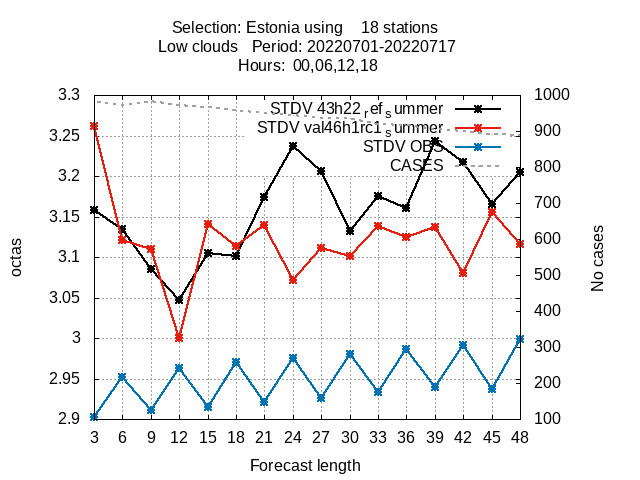 Selection: Estonia using 18 stations
Low clouds Period: 20220701-20220717
Hours: 00,06,12,18
STDV 43h22ref_summer
STDV val46h1rc1_summer
STDV OBS
CASES
3.3
3.25
3.2
3.15
3.1
3.05
3
2.95
2.9
octas
1000
900
800
700
600
500
400
300
200
100
No cases
3 6 9 12 15 18 21 24 27 30 33 36 39 42 45 48
Forecast length